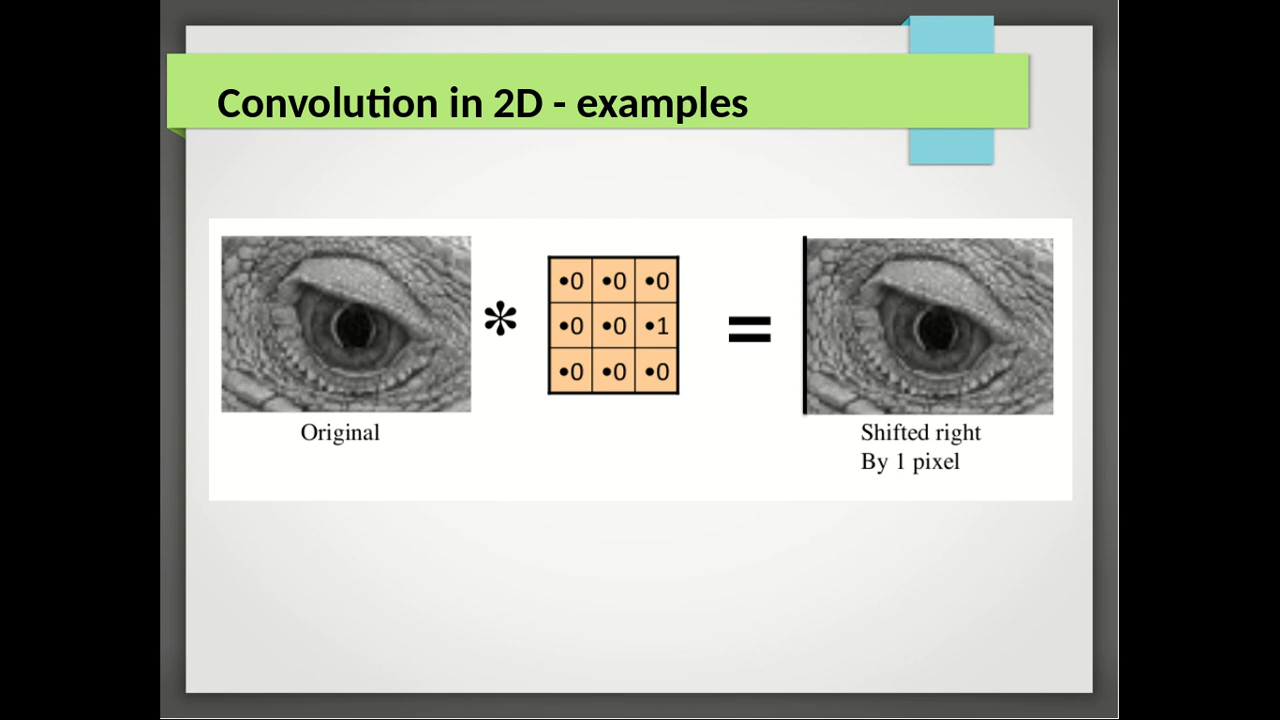 Convolution in 2D - examples
*
•0 •0 •0
•0 •0 •1
•0 •0 •0
=
Original
Shifted right
By 1 pixel